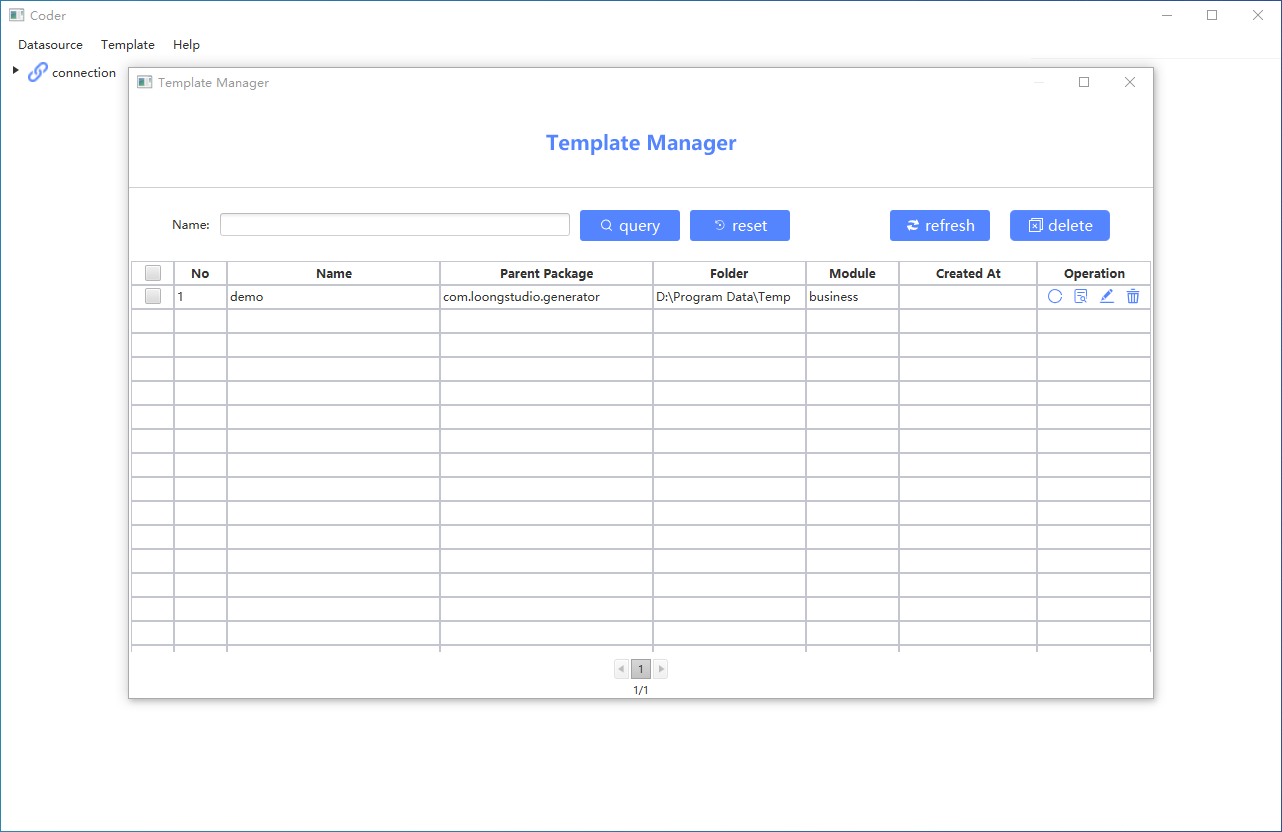 Coder
Datasource Template Help
connection
Template Manager
Template Manager
Name: query reset refresh delete
No Name Parent Package Folder Module Created At Operation
1 demo com.loongstudio.generator D:\Program Data\Temp business
1
1/1